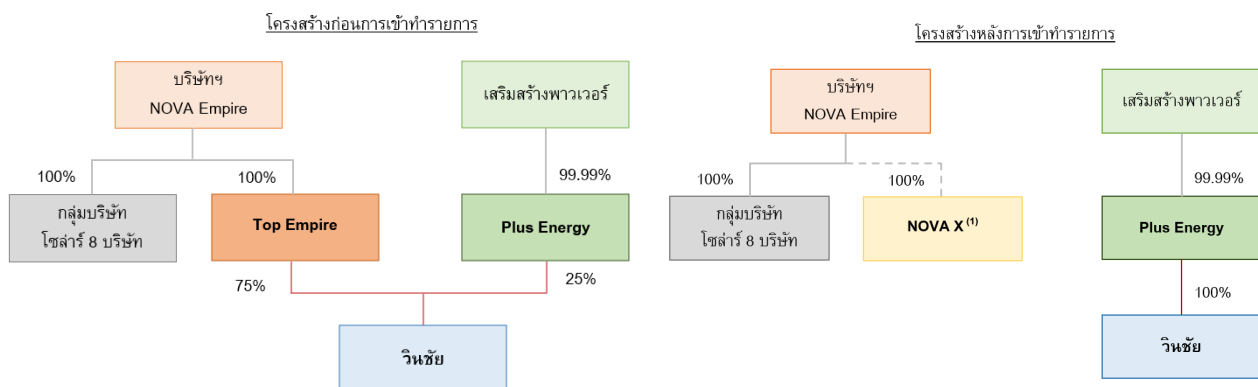 โครงสร้างก่อนการเข้าทำรายการ
บริษัทฯ
NOVA Empire
เสริมสร้างพาวเวอร์
100%
100%
99.99%
กลุ่มบริษัท
โซล่าร์ 8 บริษัท
Top Empire
Plus Energy
75%
25%
วินชัย
โครงสร้างหลังการเข้าทำรายการ
บริษัทฯ
NOVA Empire
เสริมสร้างพาวเวอร์
100%
100%
99.99%
กลุ่มบริษัท
โซล่าร์ 8 บริษัท
NOVA X (1)
Plus Energy
100%
วินชัย